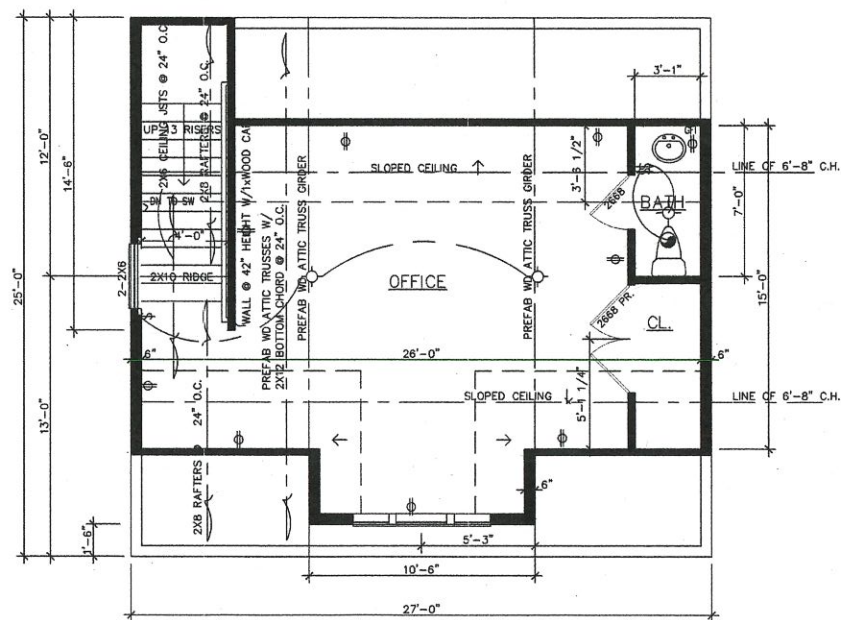 3'-1"
UP 13 RISERS
DN TO SW
4'-0"
2X10 RIDGE
2-2X6
2X6 CEILING JSTS @ 24" O.C.
2X8 RAFTERS @ 24" O.C.
WALL @ 42" HEIGHT W/1xWOOD CAP
PREFAB WD ATTIC TRUSSES W/
2X12 BOTTOM CHORD @ 24" O.C.
PREFAB WD ATTIC TRUSS GIRDER
PREFAB WD ATTIC TRUSS GIRDER
SLOPED CEILING
3'-6 1/2"
2668
BATH
LINE OF 6'-8" C.H.
7'-0"
15'-0"
12'-0"
14'-6"
25'-0"
13'-0"
1'-6"
OFFICE
2668 PR.
CL.
6"
26'-0"
6"
SLOPED CEILING
5'-1 1/4"
LINE OF 6'-8" C.H.
2X8 RAFTERS @ 24" O.C.
6"
5'-3"
10'-6"
27'-0"